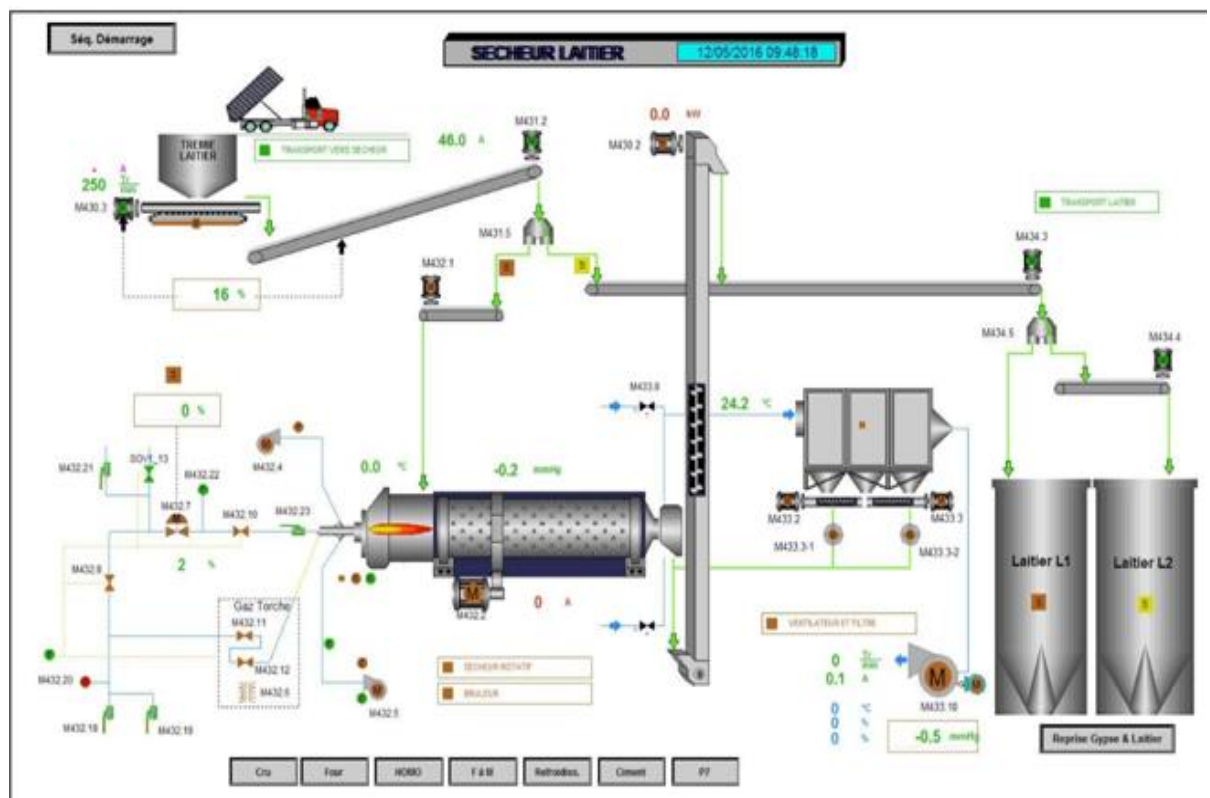 Séq. Démarrage
SECHEUR LAITIER
12/05/2016 09:48:18
M431.2
0.0 kW
M430.2
46.0 A
TREMIE
LAITIER
TRANSPORT VERS SECHEUR
250
M430.3
TRANSPORT LAITIER
M431.5
M434.3
M432.1
16 %
M434.5
M434.4
0 %
M433.8
24.2 °C
M432.21
SOV1_13
M432.22
M432.4
0.0 °C
-0.2 mmHg
M432.7
M432.10
M432.23
M433.2
M433.3
M433.3-1
M433.3-2
2 %
M432.8
Laitier L1
Laitier L2
Gaz Torche
M432.11
M432.2
0 A
VENTILATEUR ET FILTRE
M432.12
M432.20
SECHEUR ROTATIF
0
0.1 A
M432.6
BRULEUR
M432.5
M432.18
M432.19
M433.10
0 °C
0 %
0 %
-0.5 mmHg
Reprise Gypse & Laitier
Cru
Four
HOMO
F à M
Refroidiss.
Ciment
P7